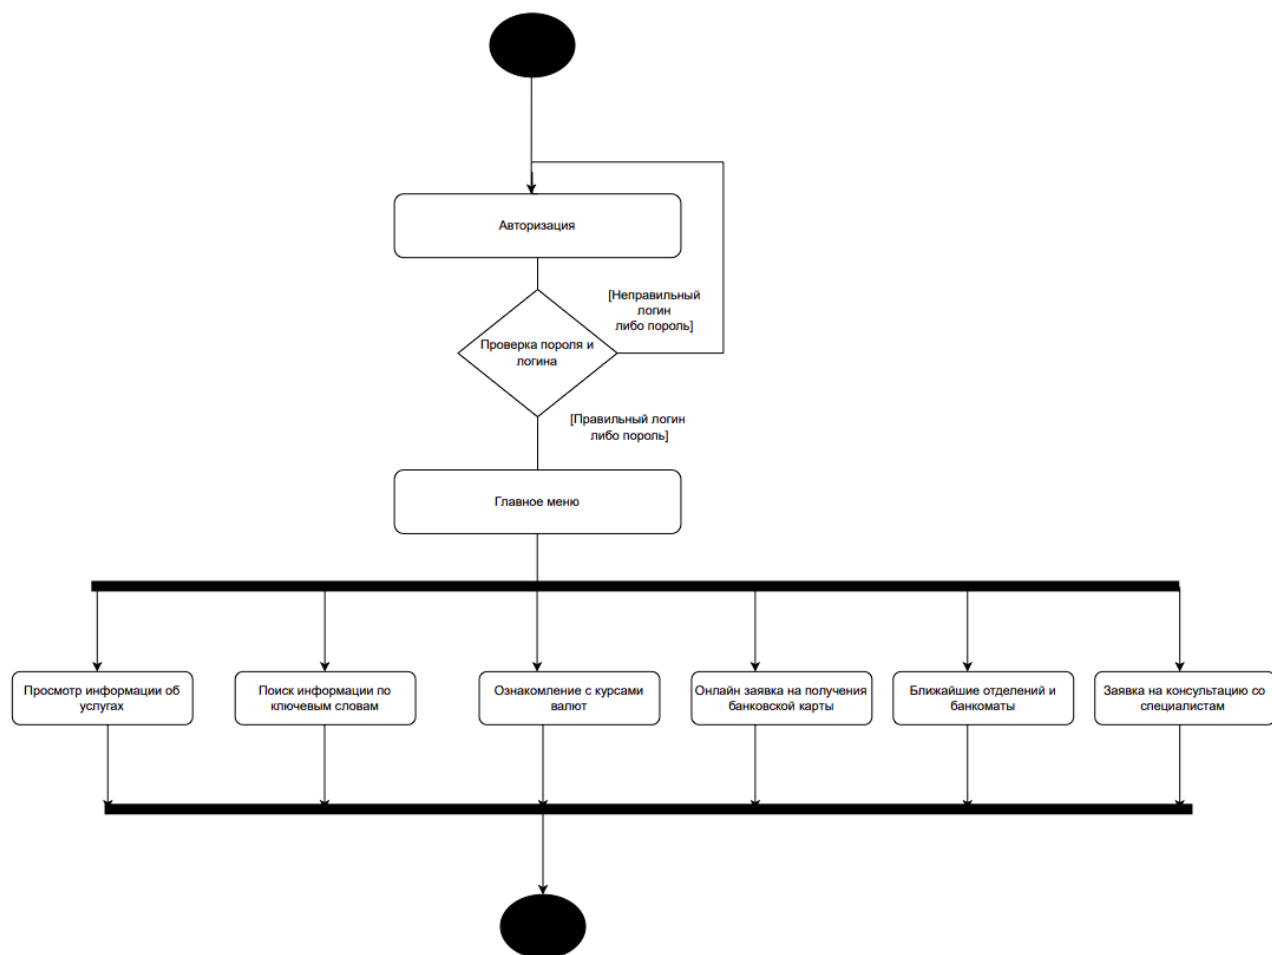 Авторизация
[Неправильный
логин
либо пороль]
Проверка пороля и
логина
[Правильный логин
либо пороль]
Главное меню
Просмотр информации об
услугах
Поиск информации по
ключевым словам
Ознакомление с курсами
валют
Онлайн заявка на получения
банковской карты
Ближайшие отделений и
банкоматы
Заявка на консультацию со
специалистам